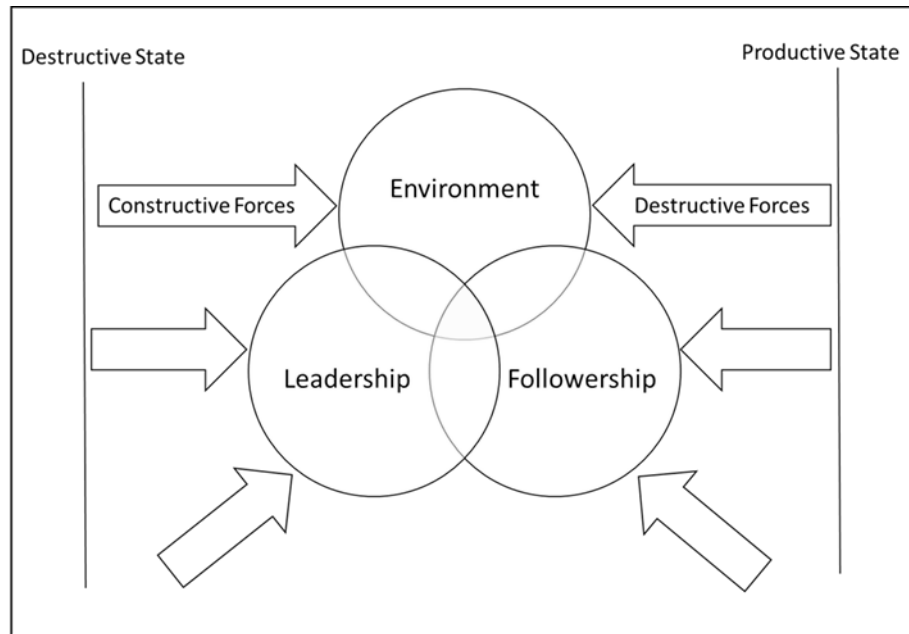 Destructive State
Productive State
Environment
Constructive Forces
Destructive Forces
Leadership
Followership